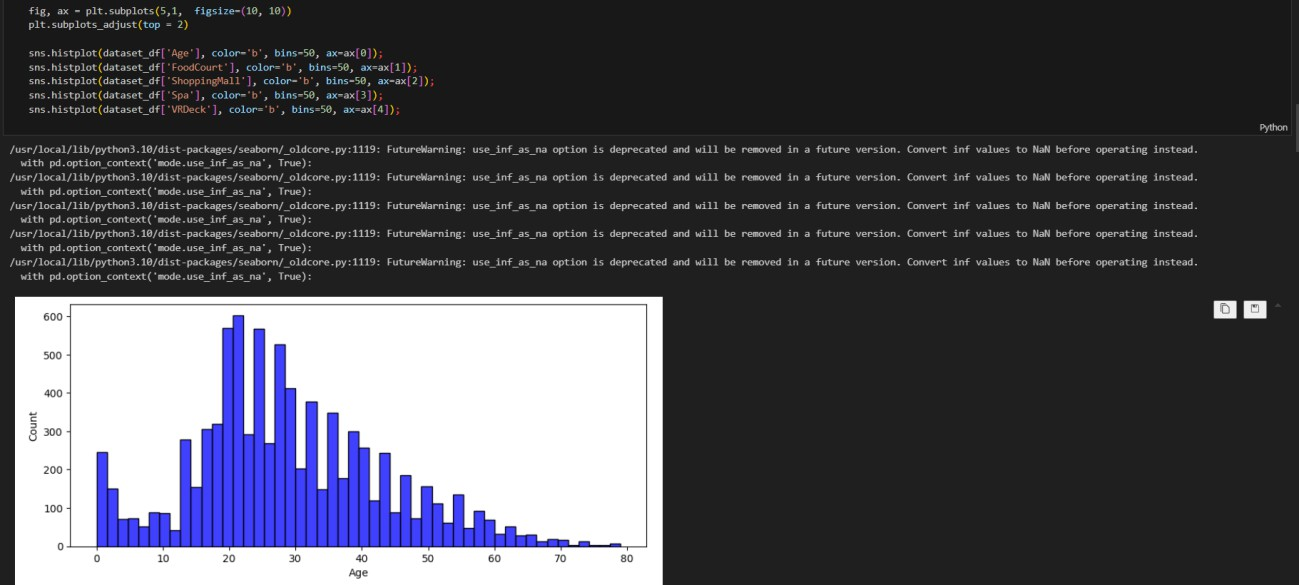 fig, ax = plt.subplots(5,1,  figsize=(10, 10))
plt.subplots_adjust(top = 2)
sns.histplot(dataset_df['Age'], color='b', bins=50, ax=ax[0]);
sns.histplot(dataset_df['FoodCourt'], color='b', bins=50, ax=ax[1]);
sns.histplot(dataset_df['ShoppingMall'], color='b', bins=50, ax=ax[2]);
sns.histplot(dataset_df['Spa'], color='b', bins=50, ax=ax[3]);
sns.histplot(dataset_df['VRDeck'], color='b', bins=50, ax=ax[4]);
Python
/usr/local/lib/python3.10/dist-packages/seaborn/_oldcore.py:1119: FutureWarning: use_inf_as_na option is deprecated and will be removed in a future version. Convert inf values to NaN before operating instead.
  with pd.option_context('mode.use_inf_as_na', True):
/usr/local/lib/python3.10/dist-packages/seaborn/_oldcore.py:1119: FutureWarning: use_inf_as_na option is deprecated and will be removed in a future version. Convert inf values to NaN before operating instead.
  with pd.option_context('mode.use_inf_as_na', True):
/usr/local/lib/python3.10/dist-packages/seaborn/_oldcore.py:1119: FutureWarning: use_inf_as_na option is deprecated and will be removed in a future version. Convert inf values to NaN before operating instead.
  with pd.option_context('mode.use_inf_as_na', True):
/usr/local/lib/python3.10/dist-packages/seaborn/_oldcore.py:1119: FutureWarning: use_inf_as_na option is deprecated and will be removed in a future version. Convert inf values to NaN before operating instead.
  with pd.option_context('mode.use_inf_as_na', True):
/usr/local/lib/python3.10/dist-packages/seaborn/_oldcore.py:1119: FutureWarning: use_inf_as_na option is deprecated and will be removed in a future version. Convert inf values to NaN before operating instead.
  with pd.option_context('mode.use_inf_as_na', True):
600
500
400
300
200
100
0
Count
0 10 20 30 40 50 60 70 80
Age